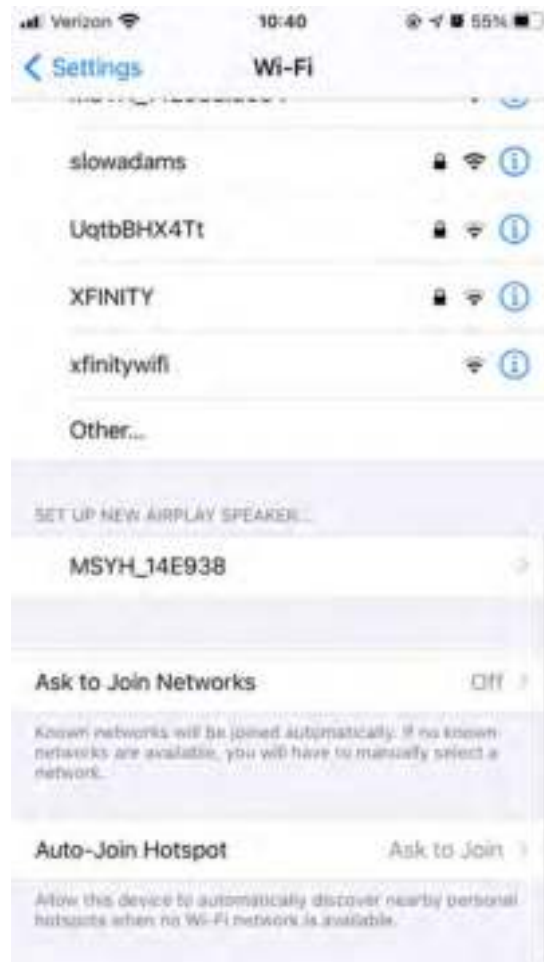 Verizon 10:40 55%
Settings Wi-Fi
slowadams
UqtbBHX4Tt
XFINITY
xfinitywifi
Other...
SET UP NEW AIRPLAY SPEAKER...
MSYH_14E938
Ask to Join Networks Off
Known networks will be joined automatically. If no known
networks are available, you will have to manually select a
network.
Auto-Join Hotspot Ask to Join
Allow this device to automatically discover nearby personal
hotspots when no Wi-Fi network is available.